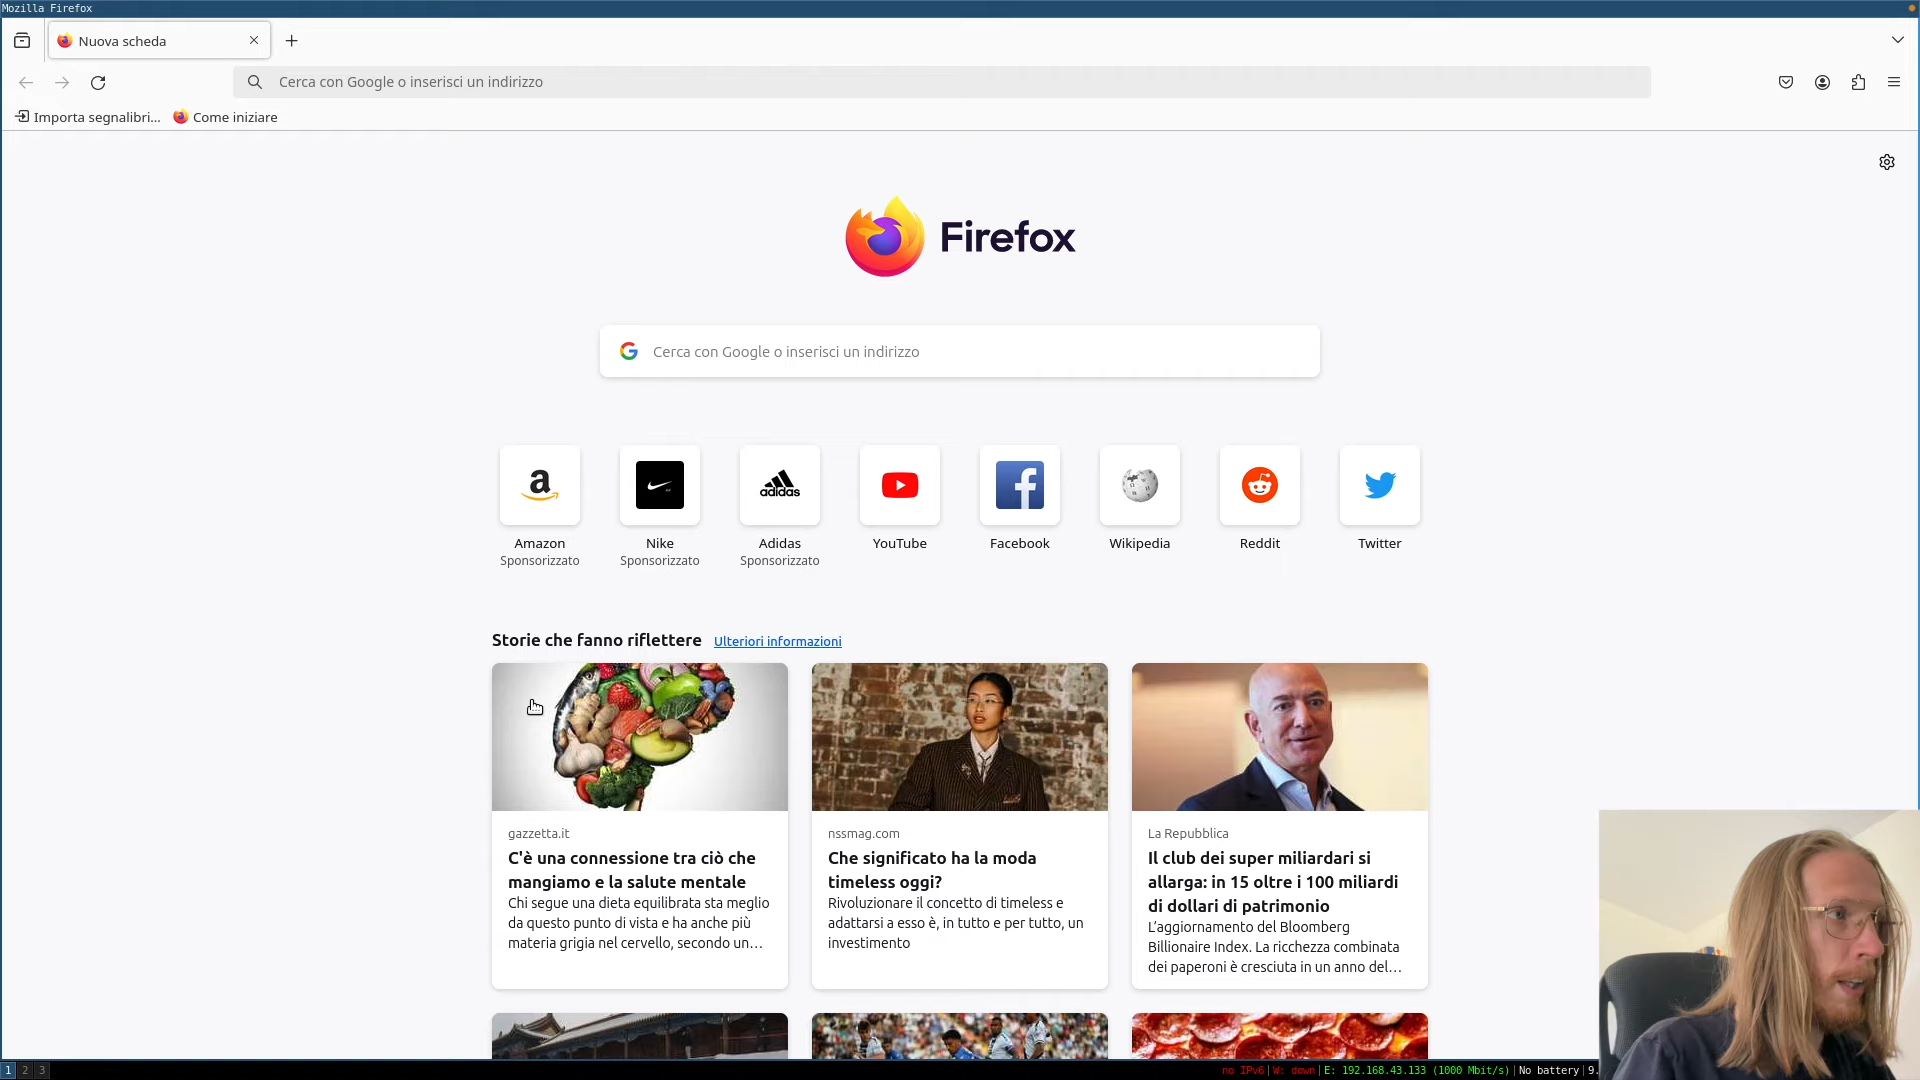 Mozilla Firefox
Nuova scheda
Cerca con Google o inserisci un indirizzo
Importa segnalibri...
Come iniziare
Firefox
Cerca con Google o inserisci un indirizzo
adidas
Amazon
Sponsorizzato
Nike
Sponsorizzato
Adidas
Sponsorizzato
YouTube
Facebook
Wikipedia
Reddit
Twitter
Storie che fanno riflettere
Ulteriori informazioni
gazzetta.it
C'è una connessione tra ciò che
mangiamo e la salute mentale
Chi segue una dieta equilibrata sta meglio
da questo punto di vista e ha anche più
materia grigia nel cervello, secondo un...
nssmag.com
Che significato ha la moda
timeless oggi?
Rivoluzionare il concetto di timeless e
adattarsi a esso è, in tutto e per tutto, un
investimento
La Repubblica
Il club dei super miliardari si
allarga: in 15 oltre i 100 miliardi
di dollari di patrimonio
L'aggiornamento del Bloomberg
Billionaire Index. La ricchezza combinata
dei paperoni è cresciuta in un anno del...
1 2 3
no IPv6|W: down|E: 192.168.43.133 (1000 Mbit/s)|No battery|9.